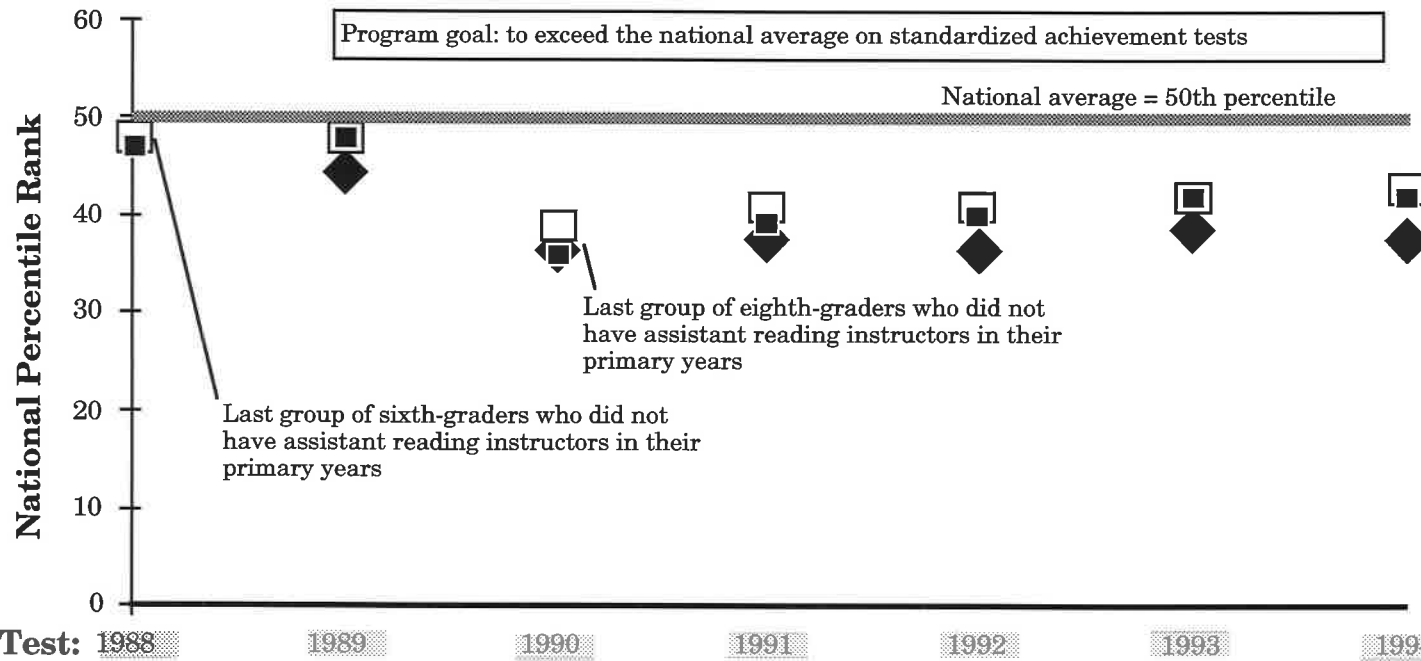 60
Program goal: to exceed the national average on standardized achievement tests
National average = 50th percentile
50
40
30
20
10
0
National Percentile Rank
Last group of eighth-graders who did not
have assistant reading instructors in their
primary years
Last group of sixth-graders who did not
have assistant reading instructors in their
primary years
Test: 1988 1989 1990 1991 1992 1993 199